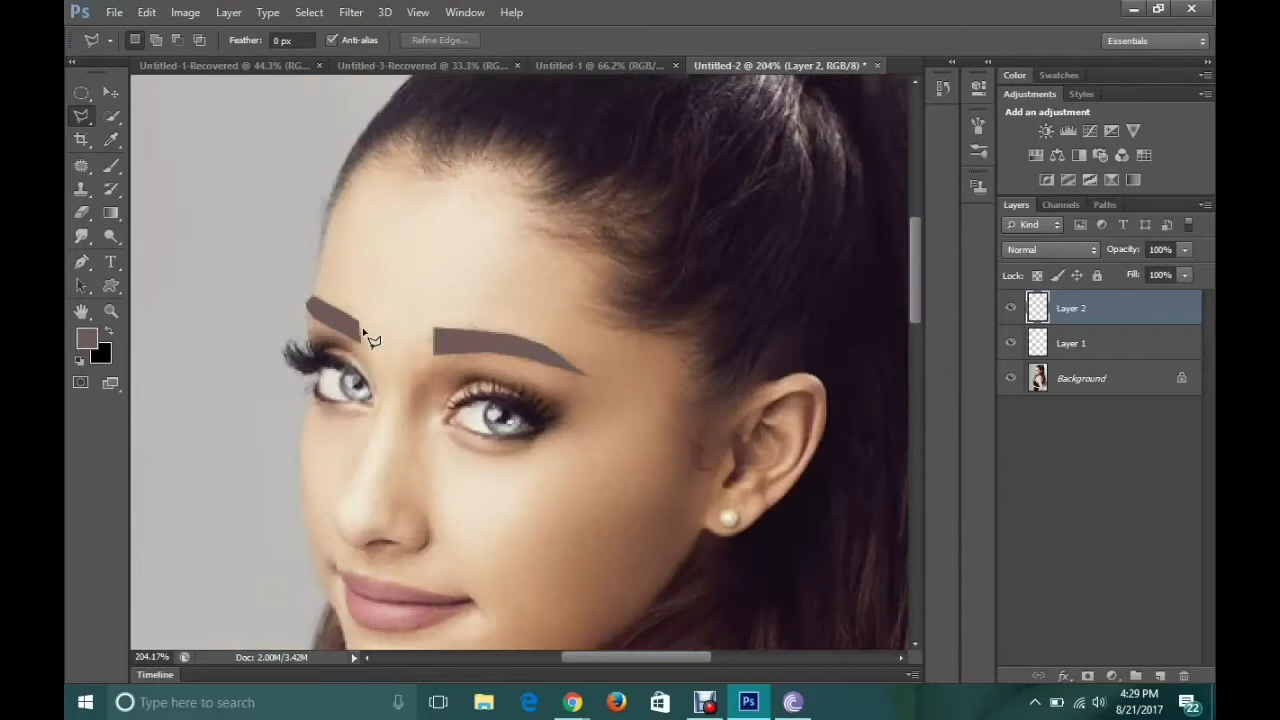 Ps File Edit Image Layer Type Select Filter 3D View Window Help
Feather: 0 px Anti-alias Refine Edge... Essentials
Untitled-1-Recovered @ 44.3% (RG... × Untitled-3-Recovered @ 33.3% (RG... × Untitled-1 @ 66.2% (RGB/... × Untitled-2 @ 204% (Layer 2, RGB/8) * ×
Color Swatches
Adjustments Styles
Add an adjustment
Layers Channels Paths
Kind
Normal Opacity: 100%
Lock: Fill: 100%
Layer 2
Layer 1
Background
204.17% Doc: 2.00M/3.42M
Timeline
Type here to search
Ps
4:29 PM
8/21/2017
22